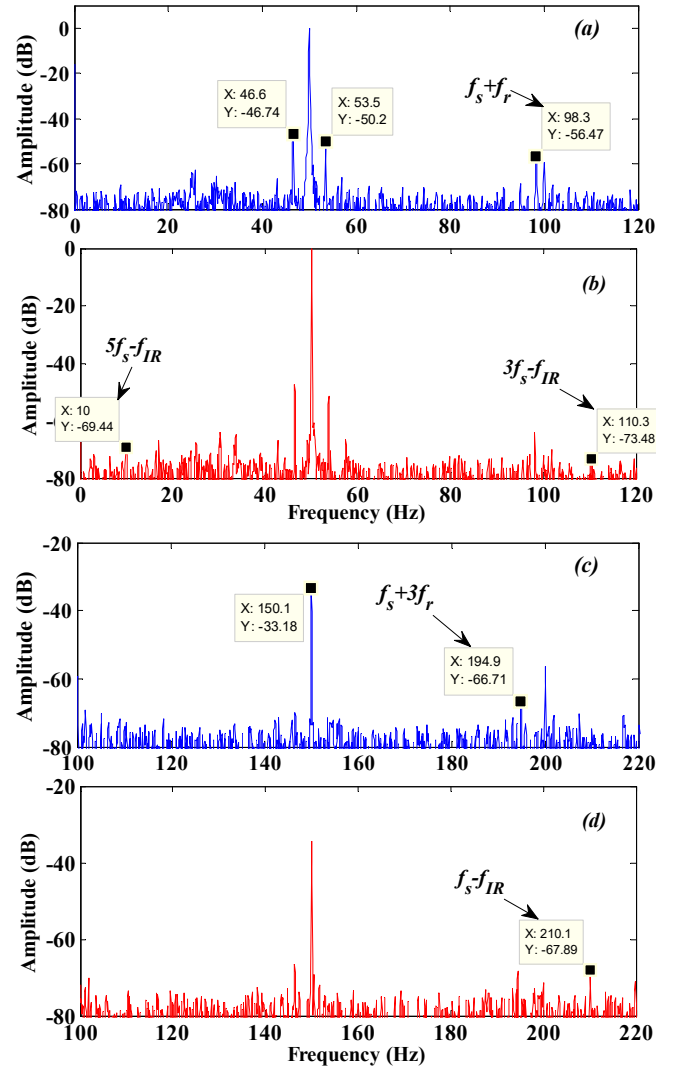 (a)
0
-20
-40
-60
-80
Amplitude (dB)
X: 46.6
Y: -46.74
X: 53.5
Y: -50.2
fs+fr
X: 98.3
Y: -56.47
0 20 40 60 80 100 120
(b)
0
-20
-40
-60
-80
Amplitude (dB)
5fs-fIR
X: 10
Y: -69.44
3fs-fIR
X: 110.3
Y: -73.48
0 20 40 60 80 100 120
Frequency (Hz)
(c)
-20
-40
-60
-80
Amplitude (dB)
X: 150.1
Y: -33.18
fs+3fr
X: 194.9
Y: -66.71
100 120 140 160 180 200 220
(d)
-20
-40
-60
-80
Amplitude (dB)
fs-fIR
X: 210.1
Y: -67.89
100 120 140 160 180 200 220
Frequency (Hz)